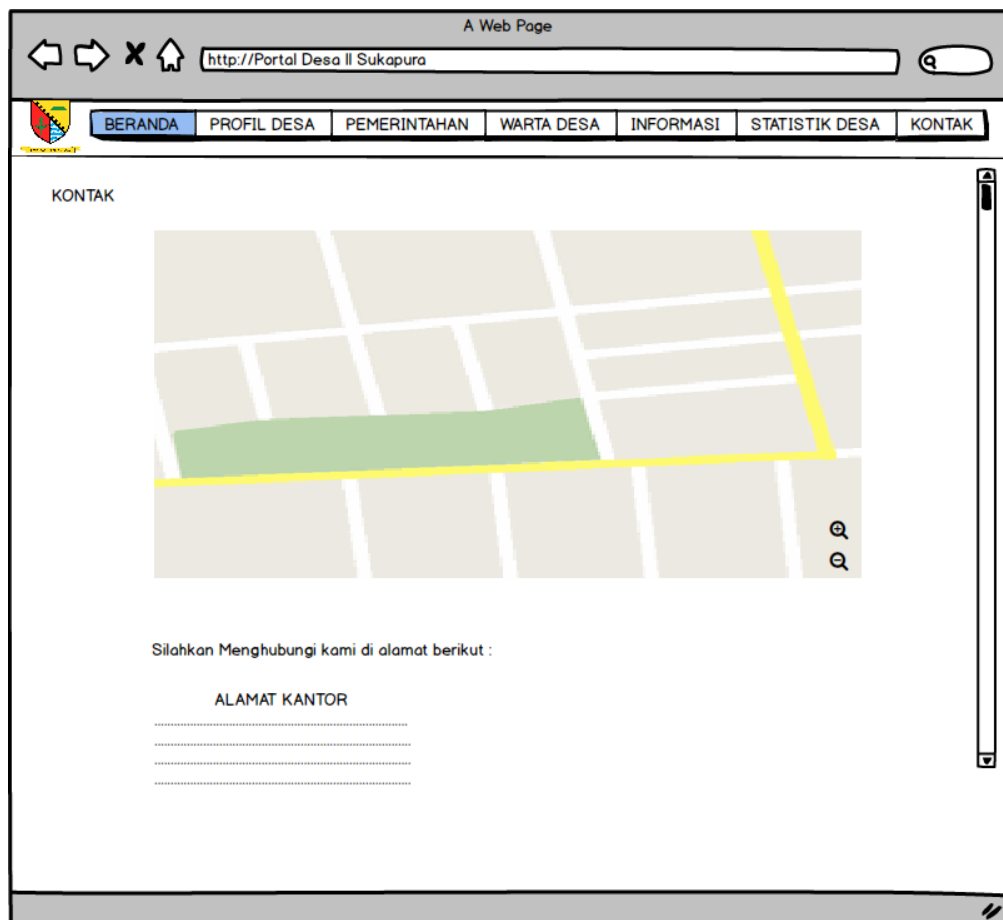 A Web Page
http://Portal Desa II Sukapura
BERANDA PROFIL DESA PEMERINTAHAN WARTA DESA INFORMASI STATISTIK DESA KONTAK
KONTAK
Silahkan Menghubungi kami di alamat berikut :
ALAMAT KANTOR